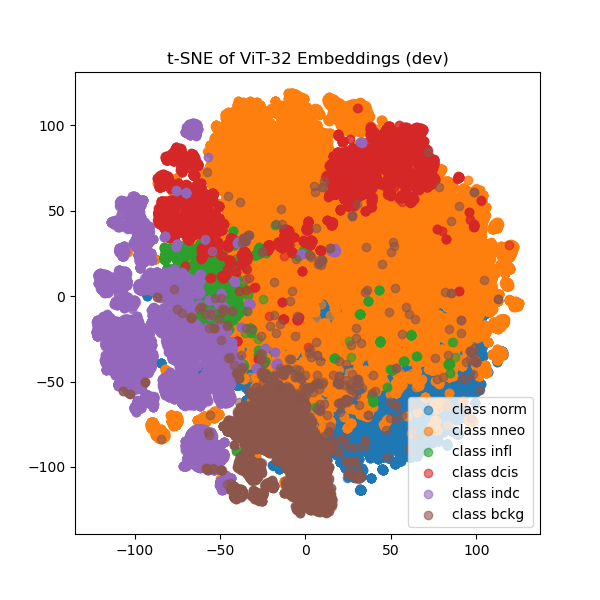 t-SNE of ViT-32 Embeddings (dev)
100
50
0
−50
−100
class norm
class nneo
class infl
class dcis
class indc
class bckg
−100
−50
0
50
100